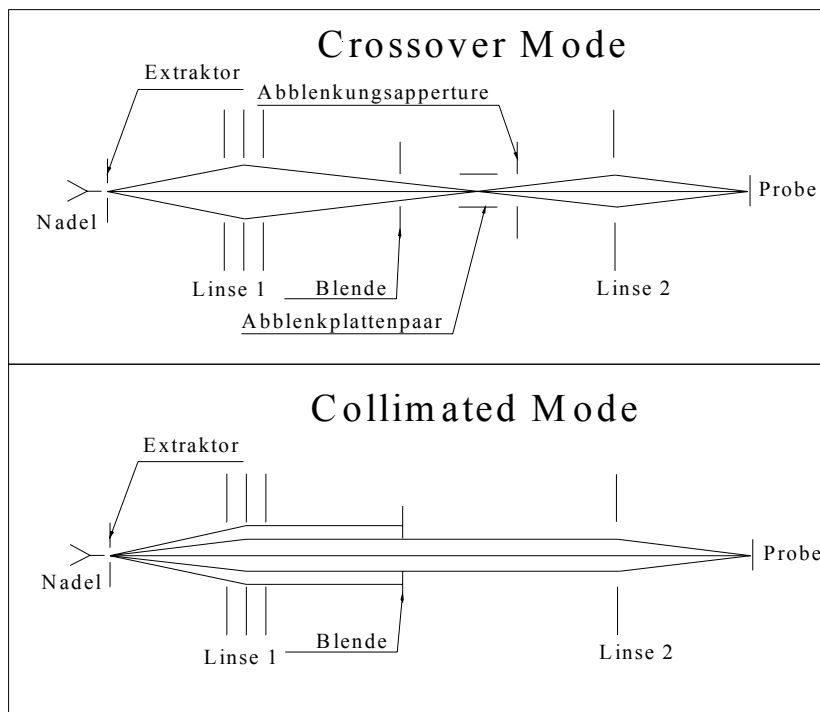 Crossover Mode
Extraktor
Abblenkungsapperture
Nadel
Probe
Linse 1
Blende
Linse 2
Abblenkplattenpaar
Collimated Mode
Extraktor
Nadel
Probe
Linse 1
Blende
Linse 2